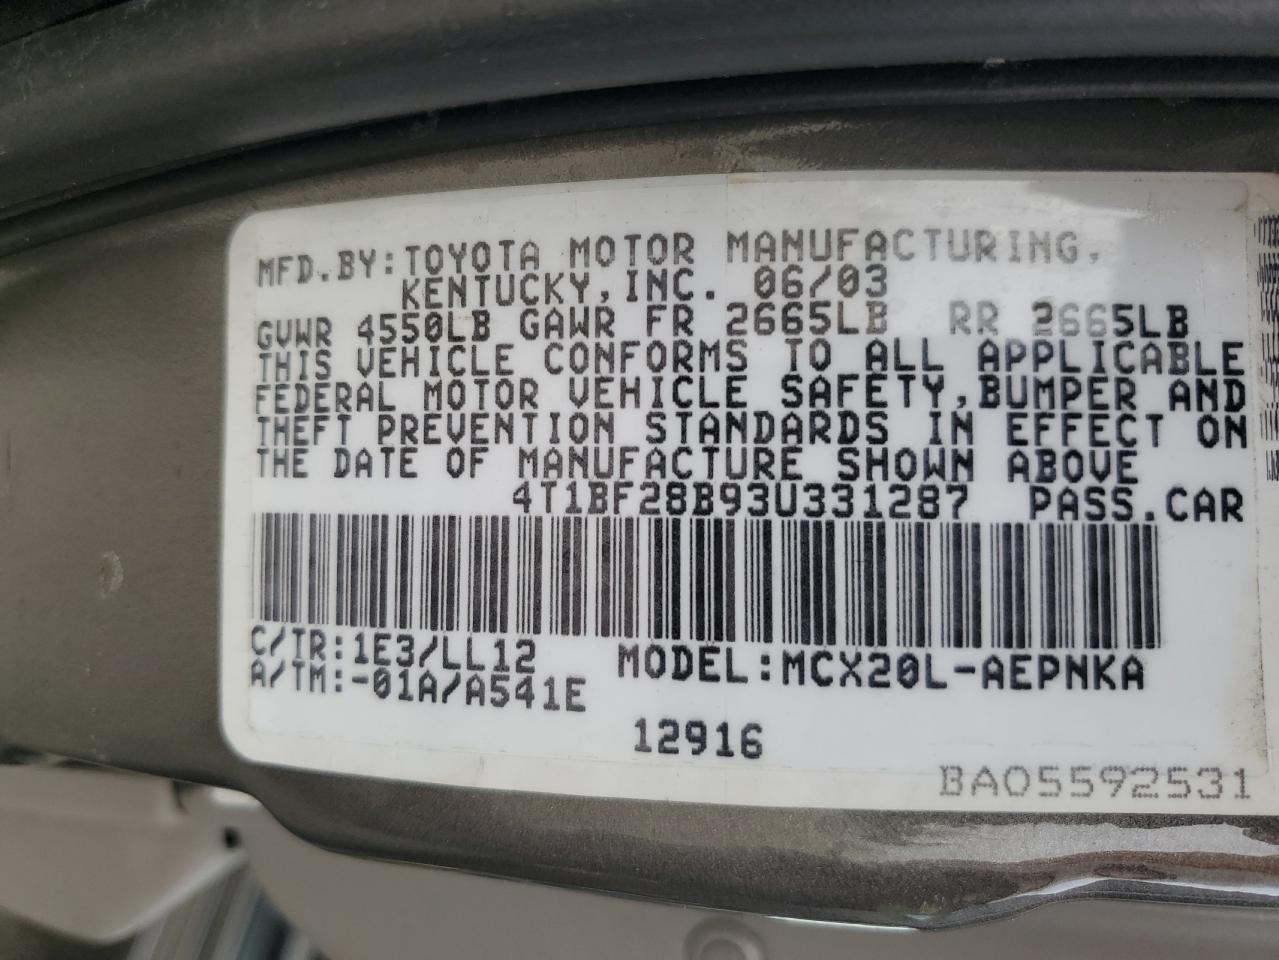 MFD.BY:TOYOTA MOTOR MANUFACTURING,
KENTUCKY,INC. 06/03
GVWR 4550LB GAWR FR 2665LB RR 2665LB
THIS VEHICLE CONFORMS TO ALL APPLICABLE
FEDERAL MOTOR VEHICLE SAFETY,BUMPER AND
THEFT PREVENTION STANDARDS IN EFFECT ON
THE DATE OF MANUFACTURE SHOWN ABOVE
4T1BF28B93U331287 PASS.CAR
C/TR:1E3/LL12 MODEL:MCX20L-AEPNKA
A/TM:-01A/A541E
12916
BA05592531